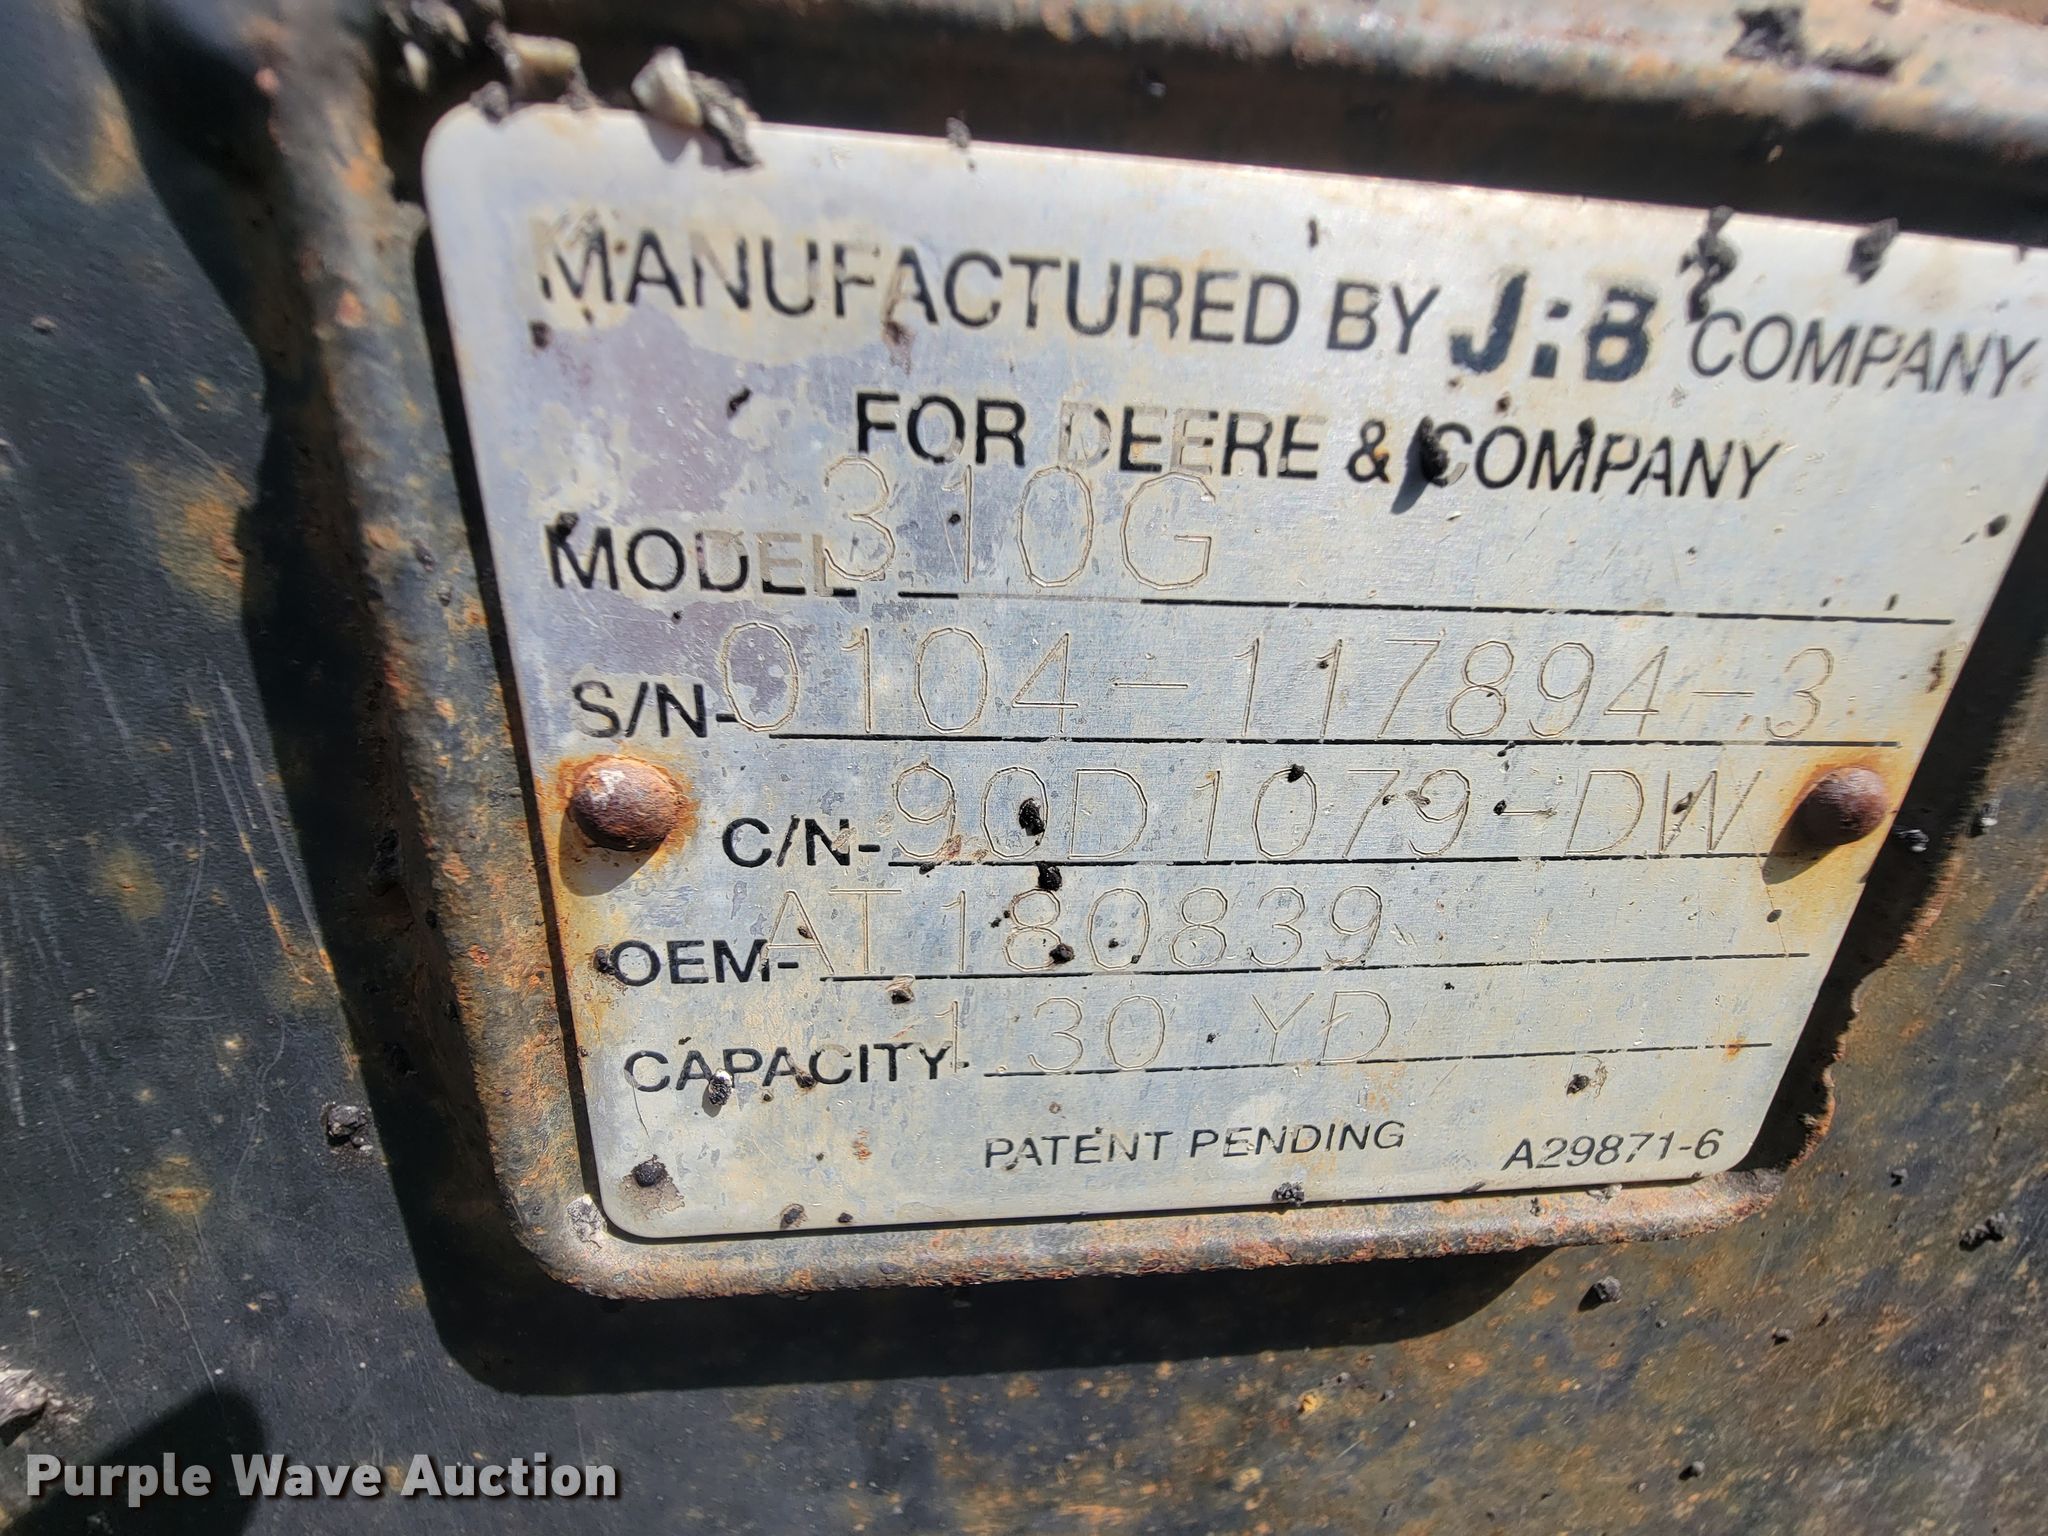 MANUFACTURED BY J:B COMPANY
FOR DEERE & COMPANY
MODEL- 310G
S/N- 0104-117894-3
C/N- 90D1079-DW
OEM- AT180839
CAPACITY- 1.30 YD
PATENT PENDING A29871-6
Purple Wave Auction